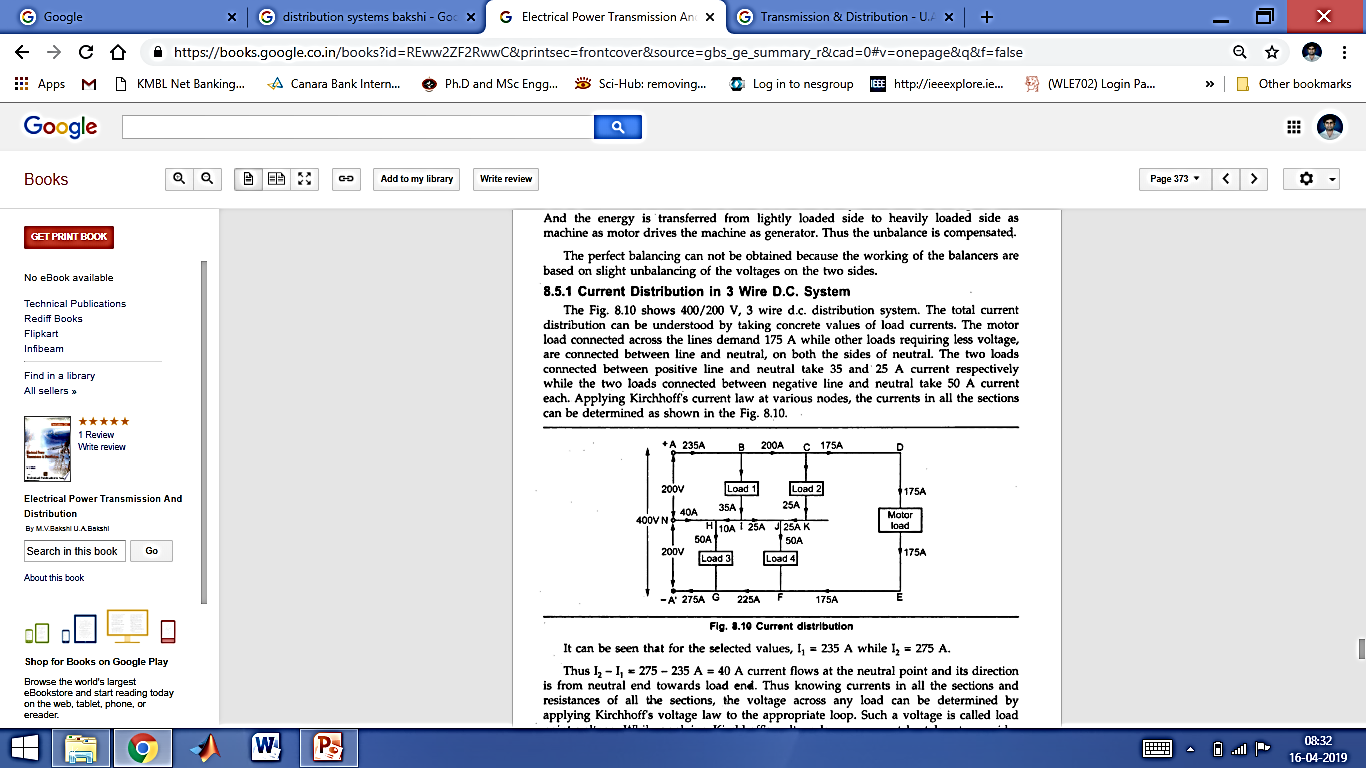 Google
distribution systems bakshi - Goo
Electrical Power Transmission An
Transmission & Distribution - U.A
https://books.google.co.in/books?id=REww2ZF2RwwC&printsec=frontcover&source=gbs_ge_summary_r&cad=0#v=onepage&q&f=false
Apps
KMBL Net Banking...
Canara Bank Intern...
Ph.D and MSc Engg...
Sci-Hub: removing...
Log in to nesgroup
IEEE http://ieeexplore.ie...
(WLE702) Login Pa...
»
Other bookmarks
Google
Books
Add to my library
Write review
Page 373
GET PRINT BOOK
No eBook available
Technical Publications
Rediff Books
Flipkart
Infibeam
Find in a library
All sellers »
1 Review
Write review
Electrical Power Transmission And
Distribution
By M.V.Bakshi U.A.Bakshi
Search in this book
Go
About this book
Shop for Books on Google Play
Browse the world's largest
eBookstore and start reading today
on the web, tablet, phone, or
ereader.
And the energy is transferred from lightly loaded side to heavily loaded side as
machine as motor drives the machine as generator. Thus the unbalance is compensated.
The perfect balancing can not be obtained because the working of the balancers are
based on slight unbalancing of the voltages on the two sides.
8.5.1 Current Distribution in 3 Wire D.C. System
The Fig. 8.10 shows 400/200 V, 3 wire d.c. distribution system. The total current
distribution can be understood by taking concrete values of load currents. The motor
load connected across the lines demand 175 A while other loads requiring less voltage,
are connected between line and neutral, on both the sides of neutral. The two loads
connected between positive line and neutral take 35 and 25 A current respectively
while the two loads connected between negative line and neutral take 50 A current
each. Applying Kirchhoff's current law at various nodes, the currents in all the sections
can be determined as shown in the Fig. 8.10.
+A 235A B 200A C 175A D
200V Load 1 Load 2 175A
40A 35A 25A Motor
load
400V N H 10A I 25A J 25A K
50A 50A
200V Load 3 Load 4 175A
-A' 275A G 225A F 175A E
Fig. 8.10 Current distribution
It can be seen that for the selected values, I₁ = 235 A while I₂ = 275 A.
Thus I₂ – I₁ = 275 – 235 A = 40 A current flows at the neutral point and its direction
is from neutral end towards load end. Thus knowing currents in all the sections and
resistances of all the sections, the voltage across any load can be determined by
applying Kirchhoff's voltage law to the appropriate loop. Such a voltage is called load
08:32
16-04-2019